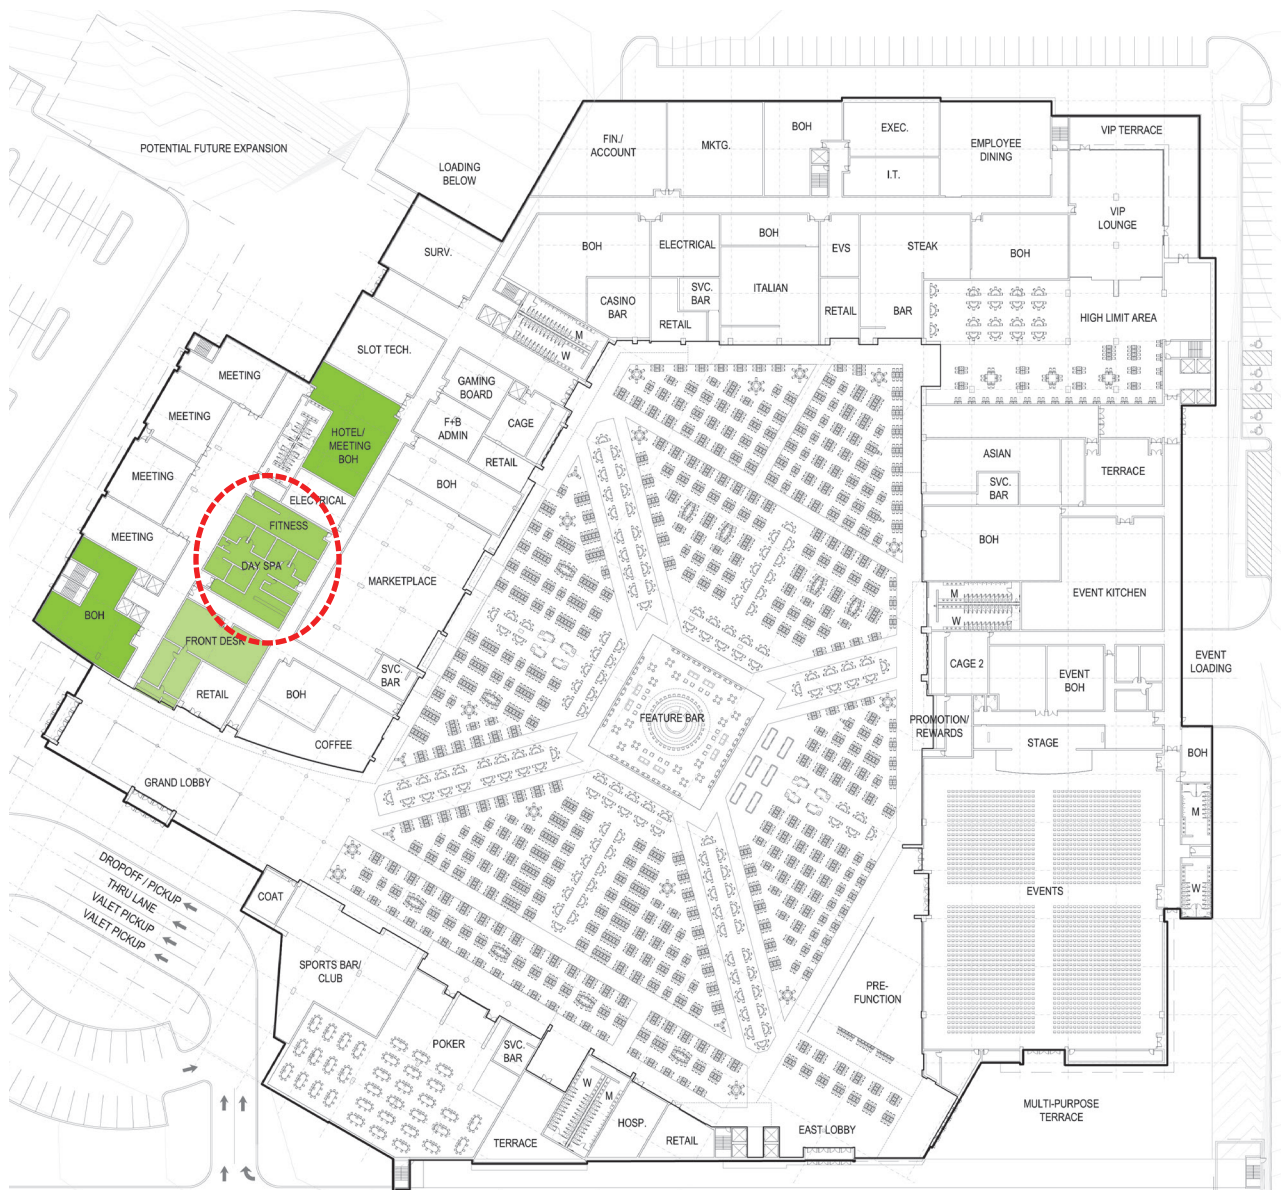 POTENTIAL FUTURE EXPANSION
LOADING
BELOW
FIN./
ACCOUNT
MKTG.
BOH
EXEC.
I.T.
EMPLOYEE
DINING
VIP TERRACE
VIP
LOUNGE
SURV.
BOH
ELECTRICAL
BOH
EVS
STEAK
BOH
CASINO
BAR
SVC.
BAR
RETAIL
ITALIAN
RETAIL
BAR
HIGH LIMIT AREA
M
W
SLOT TECH.
MEETING
GAMING
BOARD
MEETING
HOTEL/
MEETING
BOH
F+B
ADMIN
CAGE
RETAIL
BOH
MEETING
ELECTRICAL
FITNESS
MEETING
DAY SPA
MARKETPLACE
ASIAN
SVC.
BAR
TERRACE
BOH
EVENT KITCHEN
M
W
BOH
FRONT DESK
RETAIL
BOH
SVC.
BAR
COFFEE
CAGE 2
EVENT
BOH
EVENT
LOADING
FEATURE BAR
PROMOTION/
REWARDS
STAGE
BOH
GRAND LOBBY
M
DROPOFF / PICKUP
THRU LANE
VALET PICKUP
VALET PICKUP
COAT
EVENTS
W
SPORTS BAR/
CLUB
PRE-
FUNCTION
POKER
SVC.
BAR
W
M
HOSP.
TERRACE
RETAIL
EAST LOBBY
MULTI-PURPOSE
TERRACE